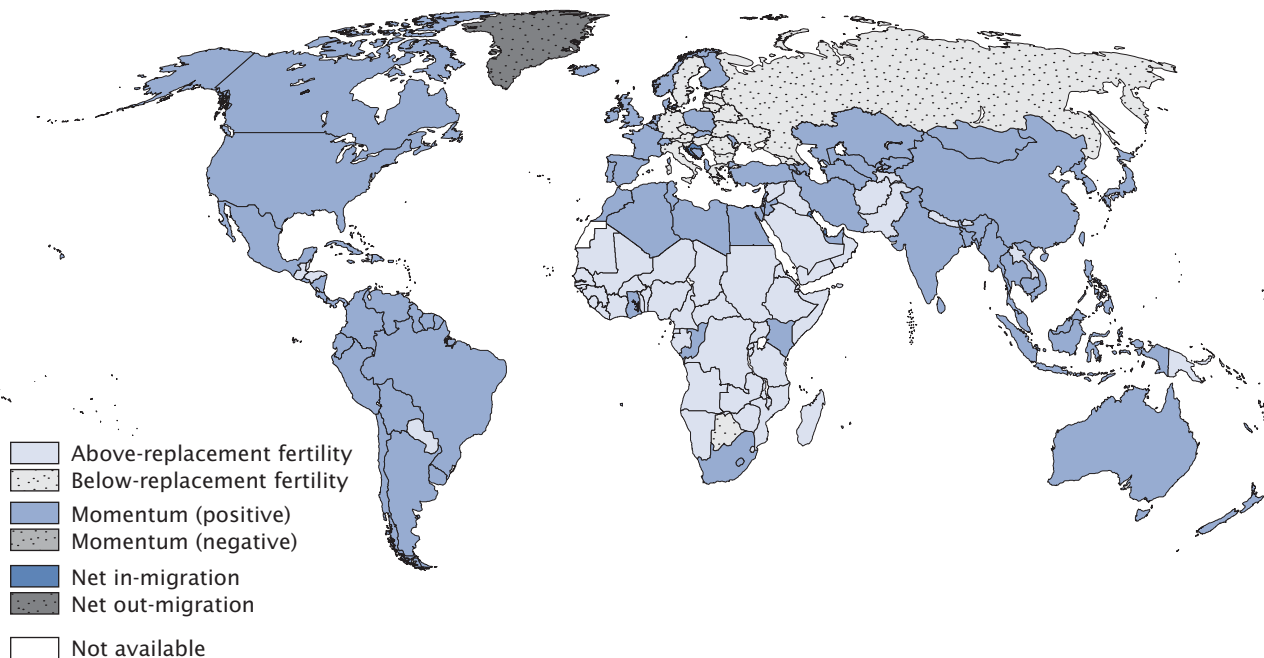 Above-replacement fertility
Below-replacement fertility
Momentum (positive)
Momentum (negative)
Net in-migration
Net out-migration
Not available